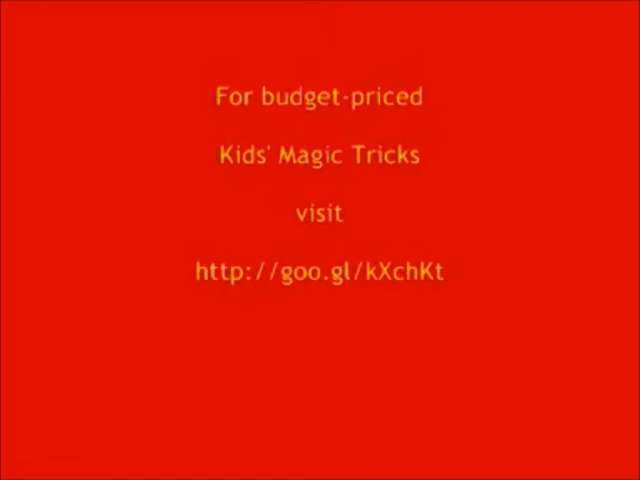 For budget-priced
Kids' Magic Tricks
visit
http://goo.gl/kXchKt